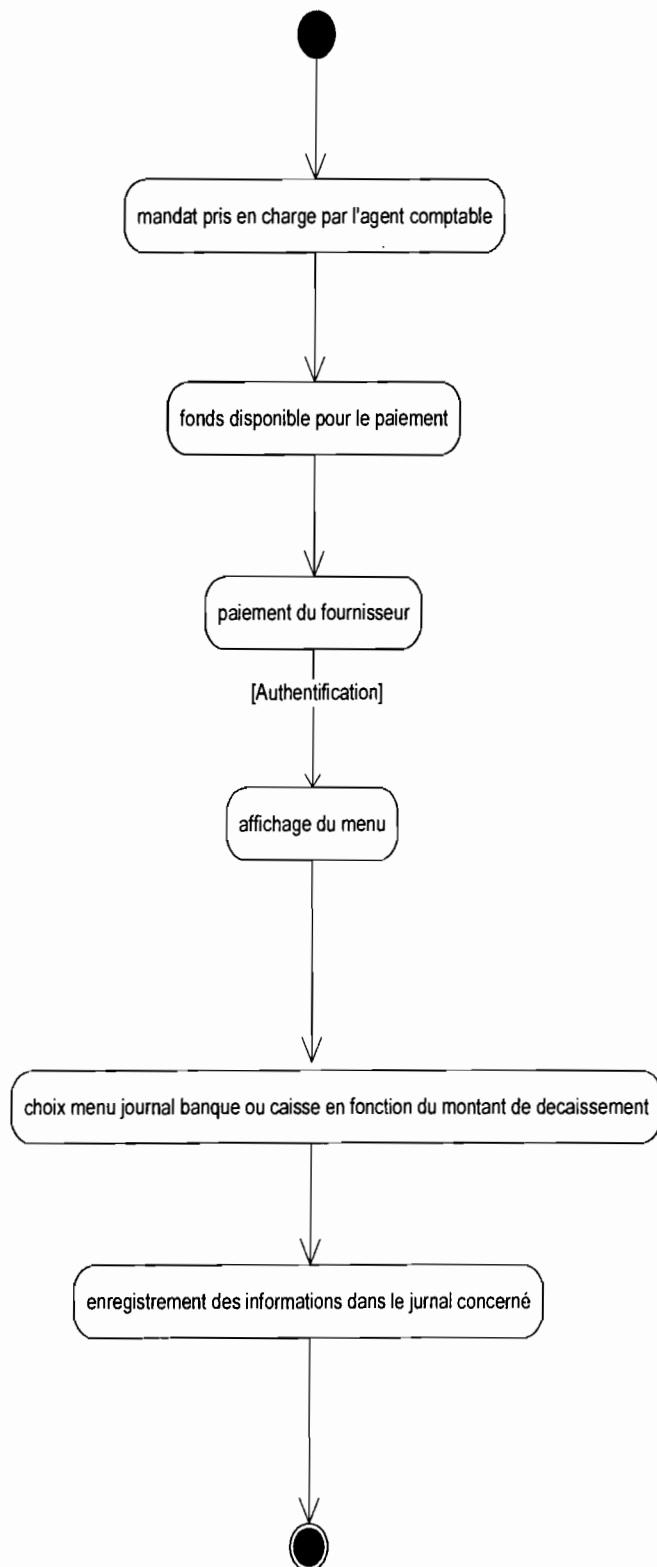 mandat pris en charge par l'agent comptable
fonds disponible pour le paiement
paiement du fournisseur
[Authentification]
affichage du menu
choix menu journal banque ou caisse en fonction du montant de decaissement
enregistrement des informations dans le jurnal concerné